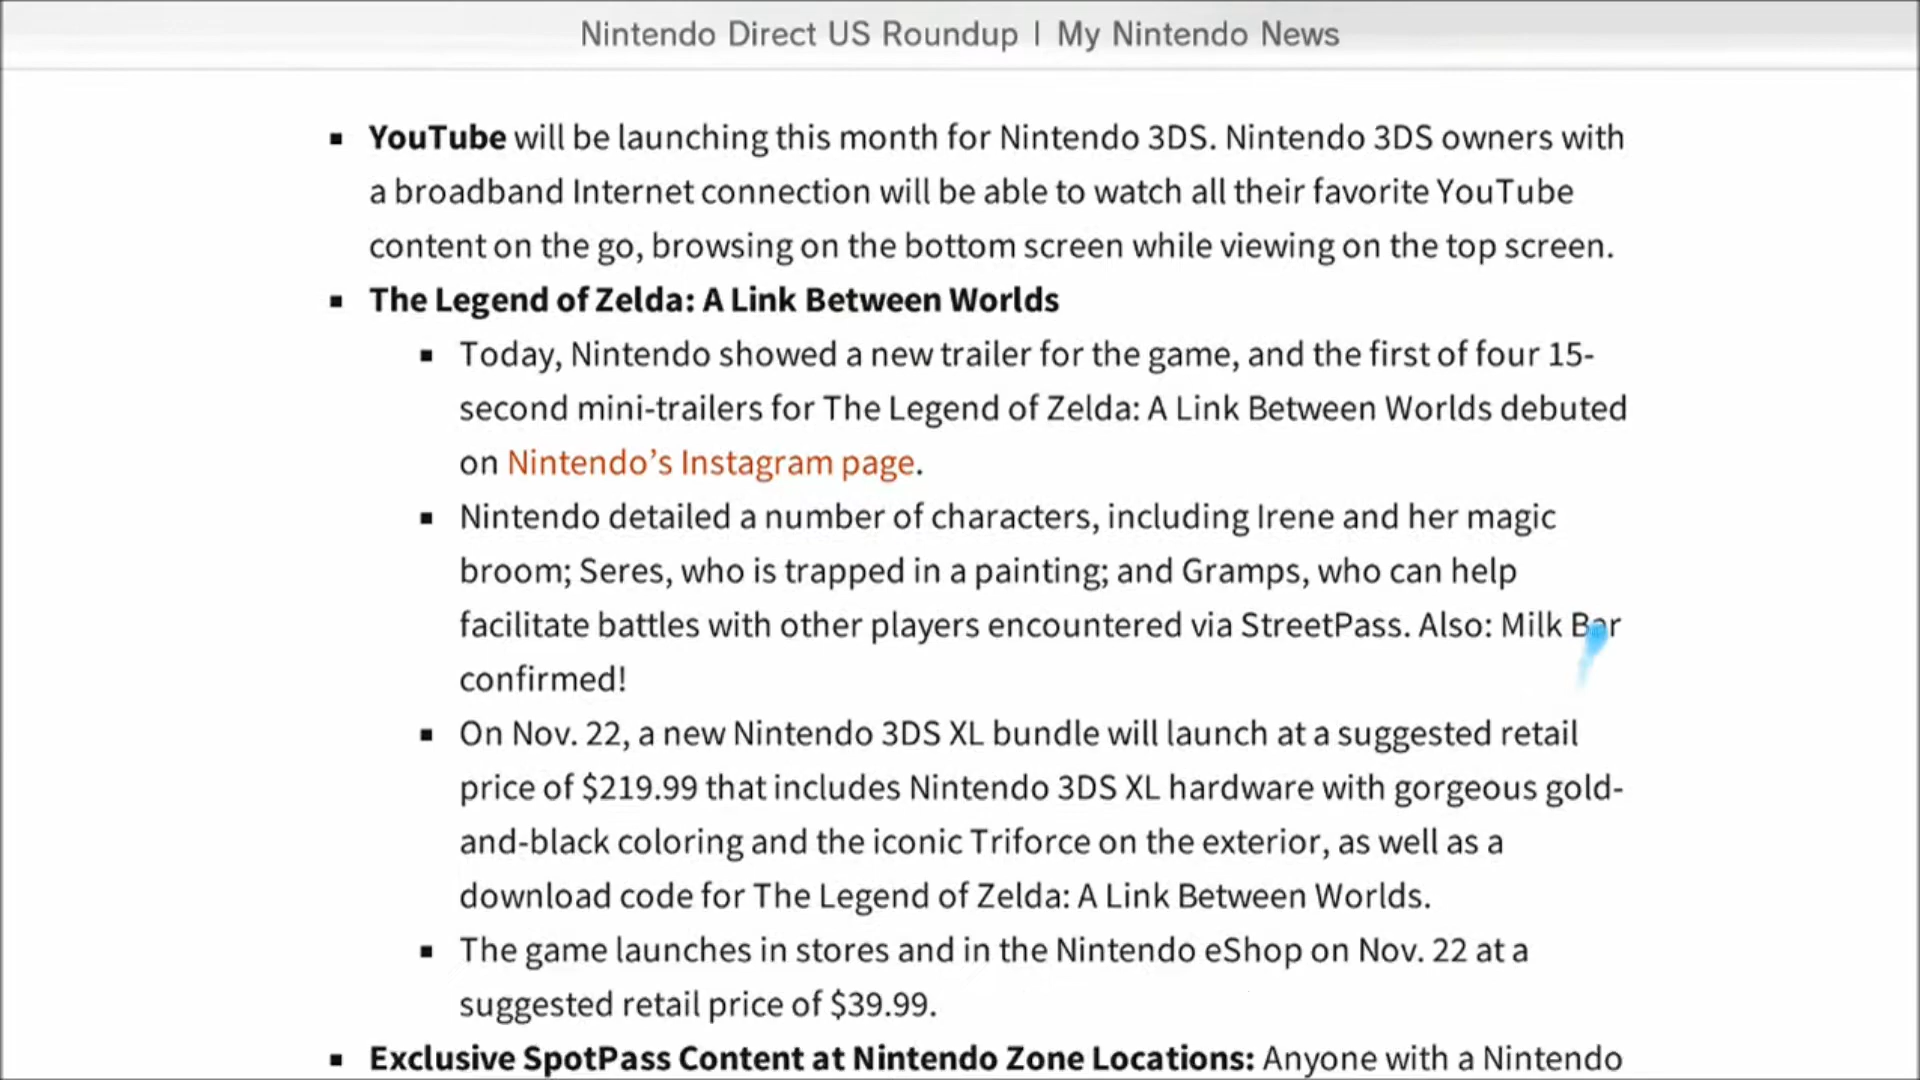 Nintendo Direct US Roundup | My Nintendo News
▪ YouTube will be launching this month for Nintendo 3DS. Nintendo 3DS owners with
a broadband Internet connection will be able to watch all their favorite YouTube
content on the go, browsing on the bottom screen while viewing on the top screen.
▪ The Legend of Zelda: A Link Between Worlds
▪ Today, Nintendo showed a new trailer for the game, and the first of four 15-
second mini-trailers for The Legend of Zelda: A Link Between Worlds debuted
on Nintendo’s Instagram page.
▪ Nintendo detailed a number of characters, including Irene and her magic
broom; Seres, who is trapped in a painting; and Gramps, who can help
facilitate battles with other players encountered via StreetPass. Also: Milk Bar
confirmed!
▪ On Nov. 22, a new Nintendo 3DS XL bundle will launch at a suggested retail
price of $219.99 that includes Nintendo 3DS XL hardware with gorgeous gold-
and-black coloring and the iconic Triforce on the exterior, as well as a
download code for The Legend of Zelda: A Link Between Worlds.
▪ The game launches in stores and in the Nintendo eShop on Nov. 22 at a
suggested retail price of $39.99.
▪ Exclusive SpotPass Content at Nintendo Zone Locations: Anyone with a Nintendo